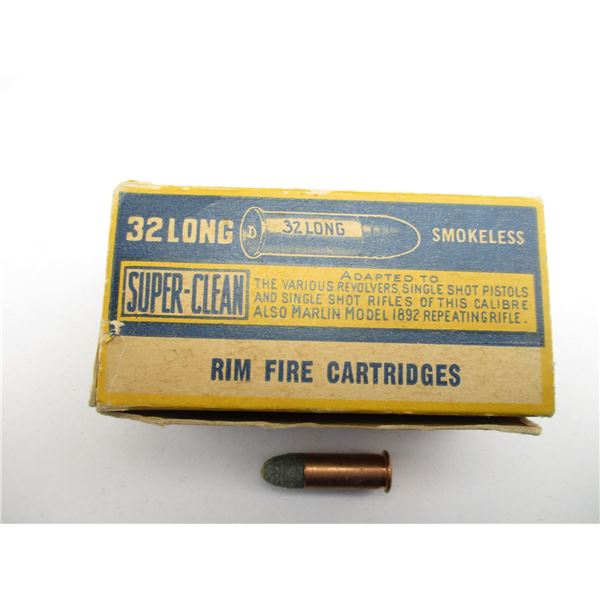 32 LONG D 32 LONG SMOKELESS
SUPER-CLEAN
ADAPTED TO
THE VARIOUS REVOLVERS SINGLE SHOT PISTOLS
AND SINGLE SHOT RIFLES OF THIS CALIBRE
ALSO MARLIN MODEL 1892 REPEATING RIFLE.
RIM FIRE CARTRIDGES